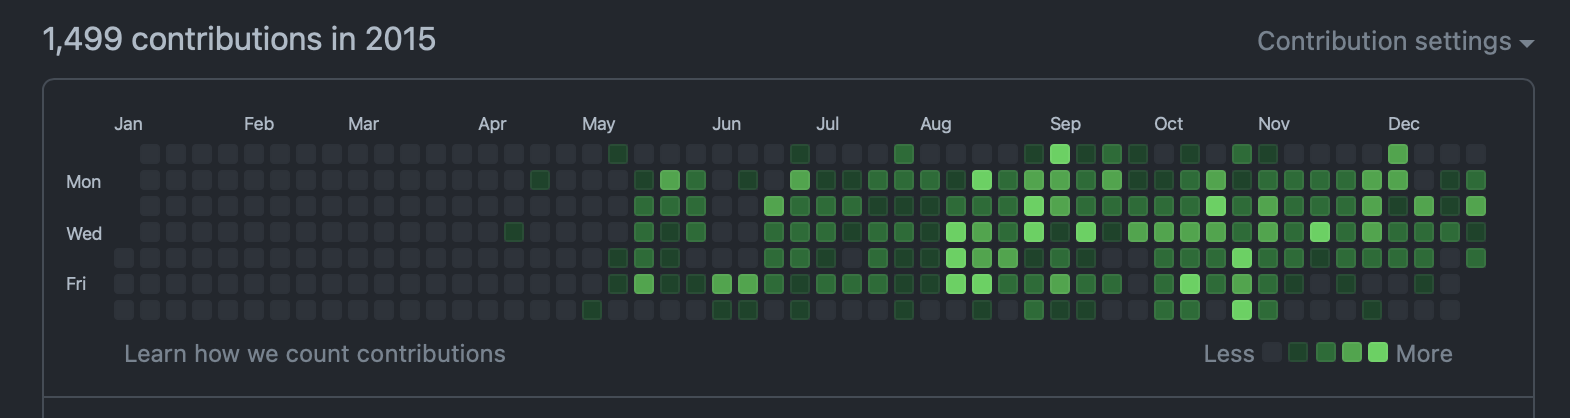 1,499 contributions in 2015
Contribution settings
Jan Feb Mar Apr May Jun Jul Aug Sep Oct Nov Dec
Mon
Wed
Fri
Learn how we count contributions
Less More